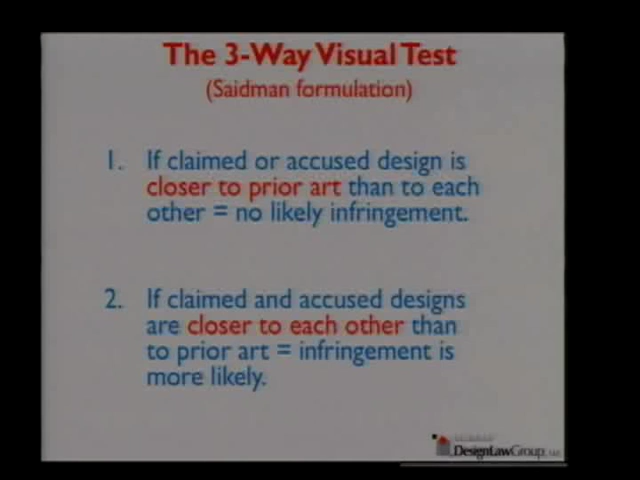 The 3-Way Visual Test
(Saidman formulation)
1. If claimed or accused design is
closer to prior art than to each
other = no likely infringement.
2. If claimed and accused designs
are closer to each other than
to prior art = infringement is
more likely.
DesignLawGroup, LLC